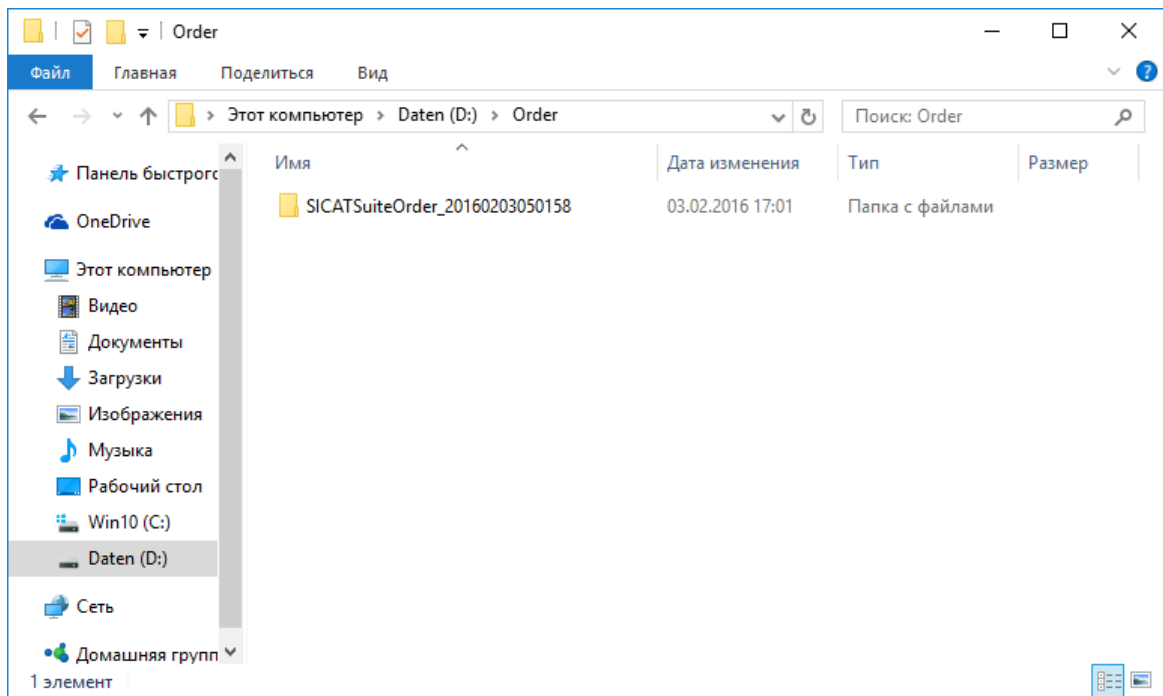 Order
Файл Главная Поделиться Вид
Этот компьютер Daten (D:) Order Поиск: Order
Имя Дата изменения Тип Размер
SICATSuiteOrder_20160203050158 03.02.2016 17:01 Папка с файлами
Панель быстрого
OneDrive
Этот компьютер
Видео
Документы
Загрузки
Изображения
Музыка
Рабочий стол
Win10 (C:)
Daten (D:)
Сеть
Домашняя групп
1 элемент